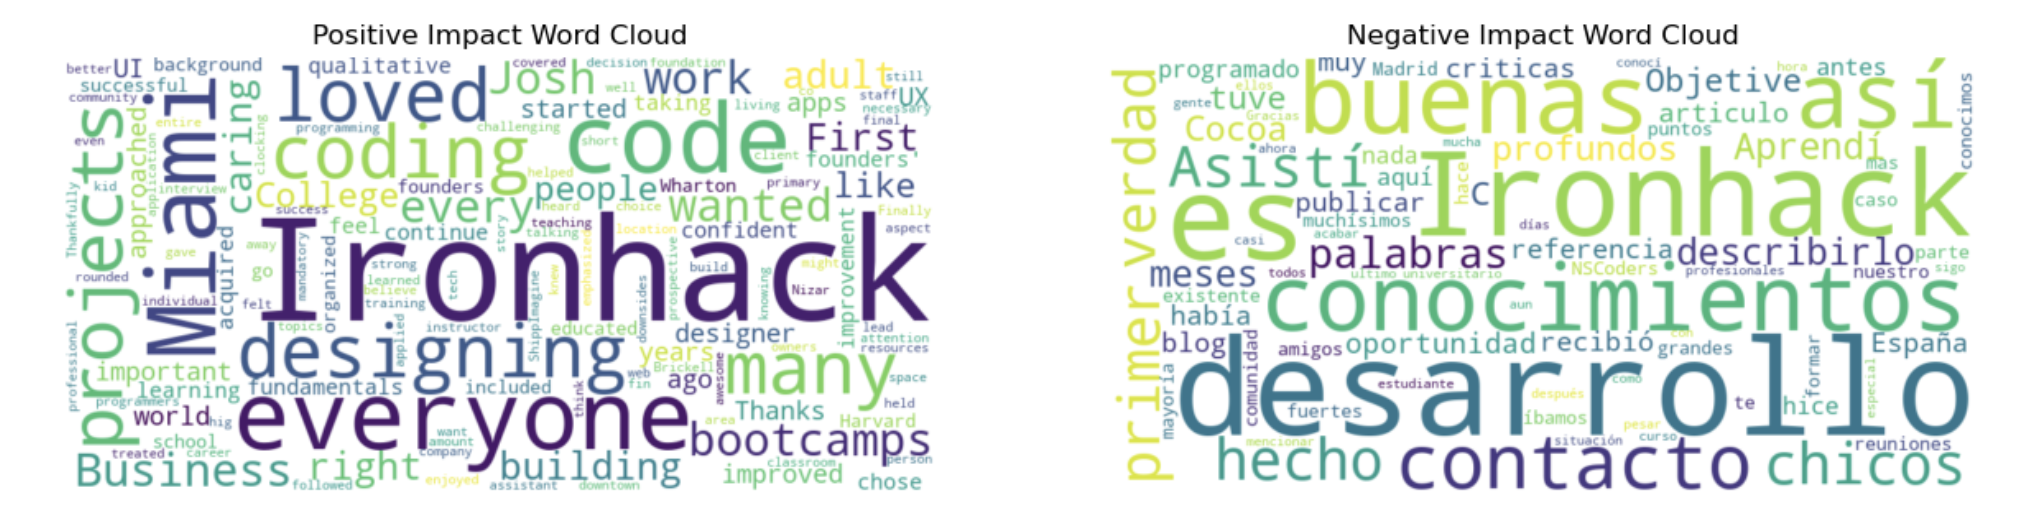 Positive Impact Word Cloud
better UI background qualitative covered decision foundation
successful loved Josh well work adult still
community Miami started taking living co apps staff UX
necessary
entire programming challenging final
even projects approached caring clocking coding code short client First
founders'
Thankfully kid application interview College founders helped people Wharton primary like
success every heard choice wanted Finally
feel continue teaching talking story location confident improvement aspect
away gave acquired go mandatory organized Ironhack
rounded strong knew emphasized prospective build might
individual felt learned believe training tech ShippImagine knowing Nizar
topics applied instructor educated downsides designer lead
attention
professional designing years owners many resources
important Brickell
learning fundamentals included web fin ago awesome space
programmers world hig everyone think area Thanks held
Harvard
school want amount bootcamps
treated career company classroom person
Business right building improved
followed enjoyed assistant downtown chose
Negative Impact Word Cloud
programado muy Madrid criticas conocí Objetive hora antes
gente tuve ellos buenas articulo así conocimos
Cocoa Gracias puntos
primer verdad ahora mucha profundos Aprendí
Asistí nada aquí hace Ironhack mas
es publicar C caso
muchísimos días
casi acabar palabras referencia describirlo parte
meses todos ultimo universitario NSCoders profesionales nuestro sigo
existente conocimientos
había aun
blog amigos oportunidad recibió con grandes España
mayoría comunidad desarrollo formar
estudiante como
fuertes después te hice especial
íbamos
mencionar situación pesar curso reuniones
hecho contacto chicos